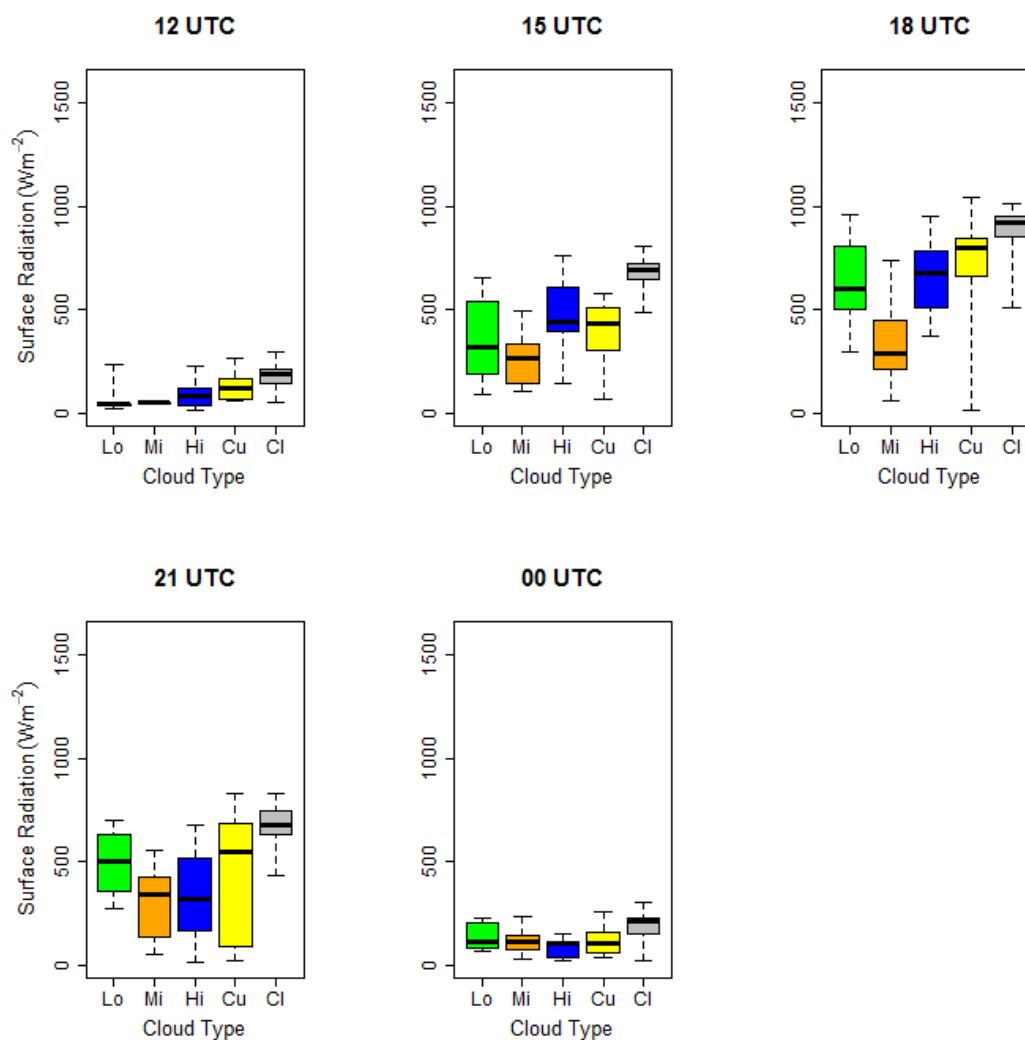 12 UTC
Surface Radiation (Wm⁻²)
1500
1000
500
0
Lo Mi Hi Cu Cl
Cloud Type
15 UTC
1500
1000
500
0
Lo Mi Hi Cu Cl
Cloud Type
18 UTC
1500
1000
500
0
Lo Mi Hi Cu Cl
Cloud Type
21 UTC
Surface Radiation (Wm⁻²)
1500
1000
500
0
Lo Mi Hi Cu Cl
Cloud Type
00 UTC
1500
1000
500
0
Lo Mi Hi Cu Cl
Cloud Type